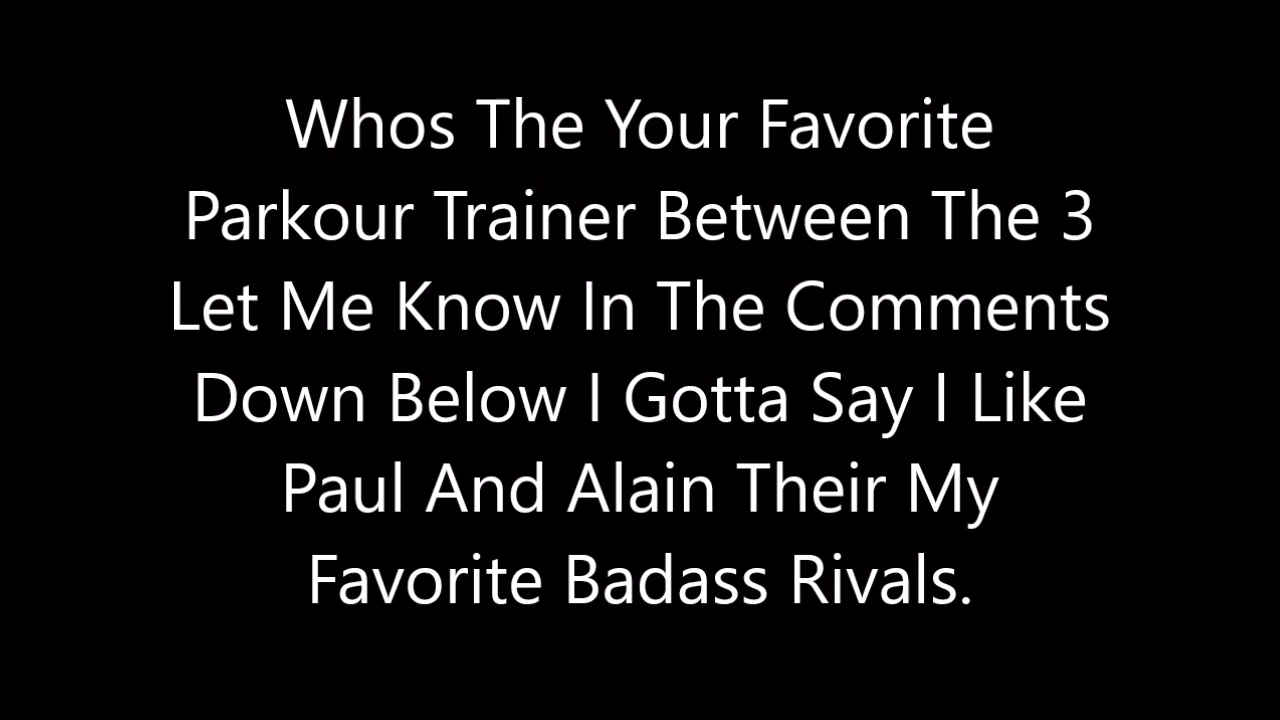 Whos The Your Favorite
Parkour Trainer Between The 3
Let Me Know In The Comments
Down Below I Gotta Say I Like
Paul And Alain Their My
Favorite Badass Rivals.